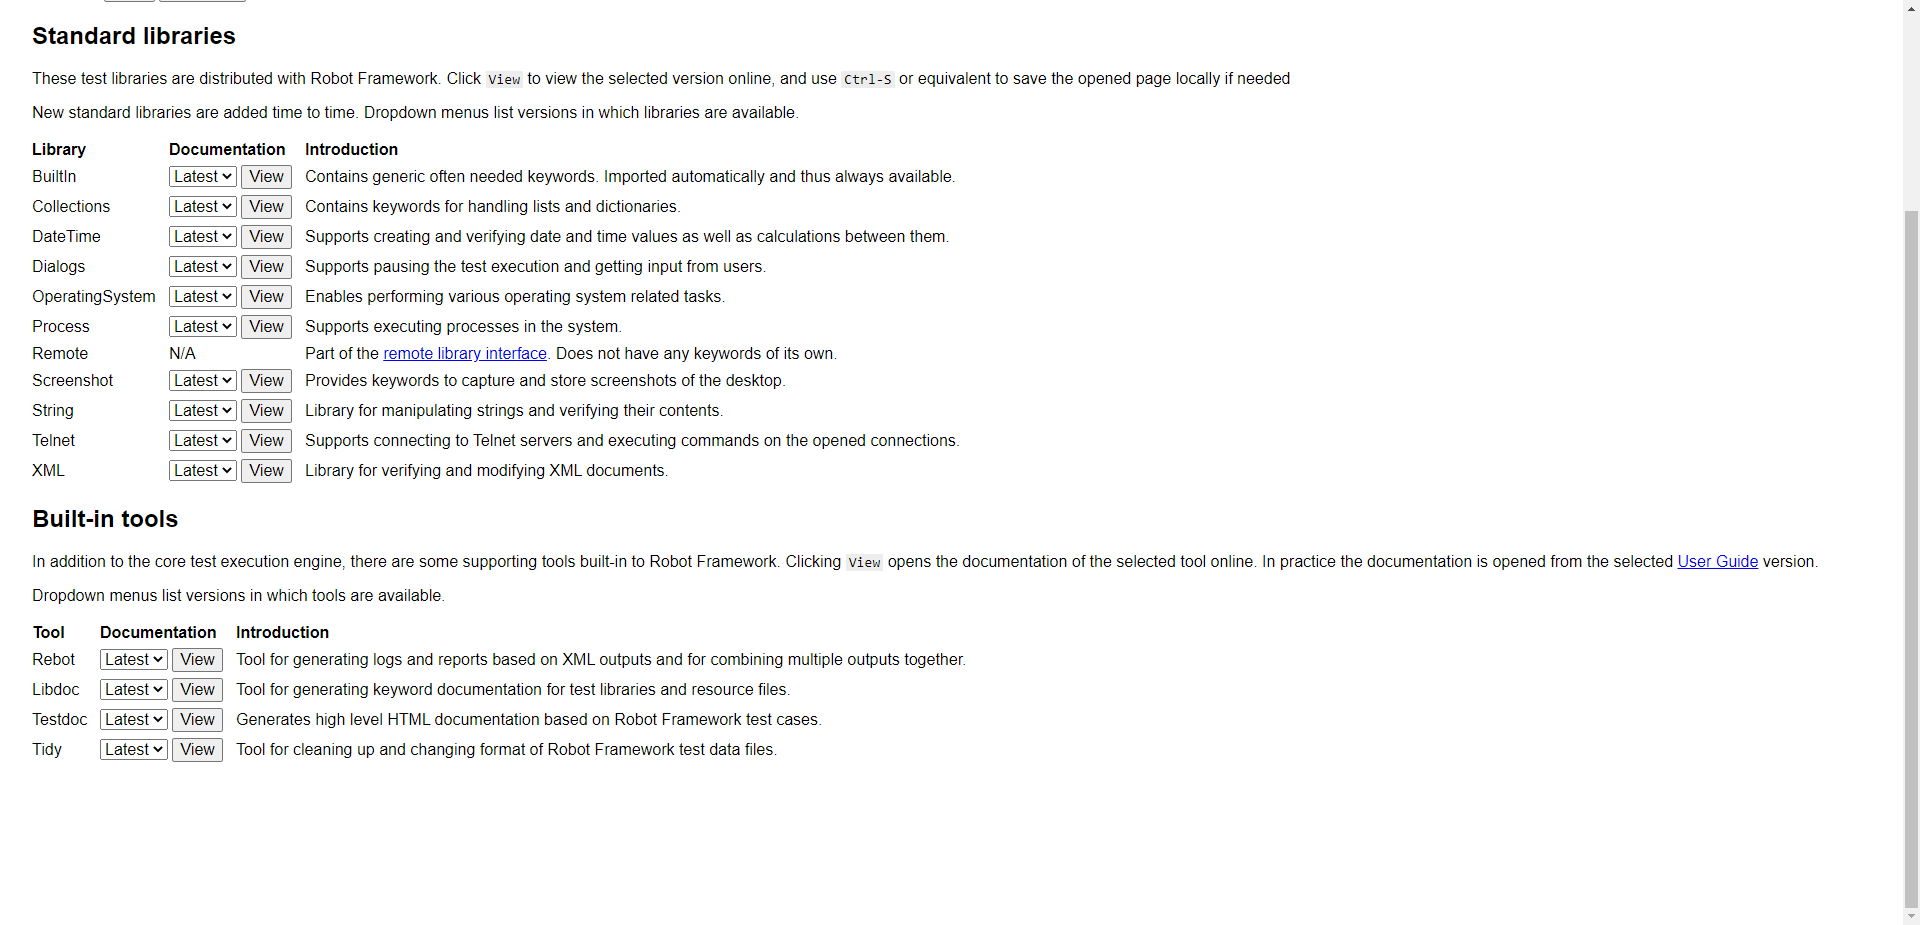 Standard libraries
These test libraries are distributed with Robot Framework. Click View to view the selected version online, and use Ctrl-S or equivalent to save the opened page locally if needed
New standard libraries are added time to time. Dropdown menus list versions in which libraries are available.
Library Documentation Introduction
BuiltIn Latest View Contains generic often needed keywords. Imported automatically and thus always available.
Collections Latest View Contains keywords for handling lists and dictionaries.
DateTime Latest View Supports creating and verifying date and time values as well as calculations between them.
Dialogs Latest View Supports pausing the test execution and getting input from users.
OperatingSystem Latest View Enables performing various operating system related tasks.
Process Latest View Supports executing processes in the system.
Remote N/A Part of the remote library interface. Does not have any keywords of its own.
Screenshot Latest View Provides keywords to capture and store screenshots of the desktop.
String Latest View Library for manipulating strings and verifying their contents.
Telnet Latest View Supports connecting to Telnet servers and executing commands on the opened connections.
XML Latest View Library for verifying and modifying XML documents.
Built-in tools
In addition to the core test execution engine, there are some supporting tools built-in to Robot Framework. Clicking View opens the documentation of the selected tool online. In practice the documentation is opened from the selected User Guide version.
Dropdown menus list versions in which tools are available.
Tool Documentation Introduction
Rebot Latest View Tool for generating logs and reports based on XML outputs and for combining multiple outputs together.
Libdoc Latest View Tool for generating keyword documentation for test libraries and resource files.
Testdoc Latest View Generates high level HTML documentation based on Robot Framework test cases.
Tidy Latest View Tool for cleaning up and changing format of Robot Framework test data files.